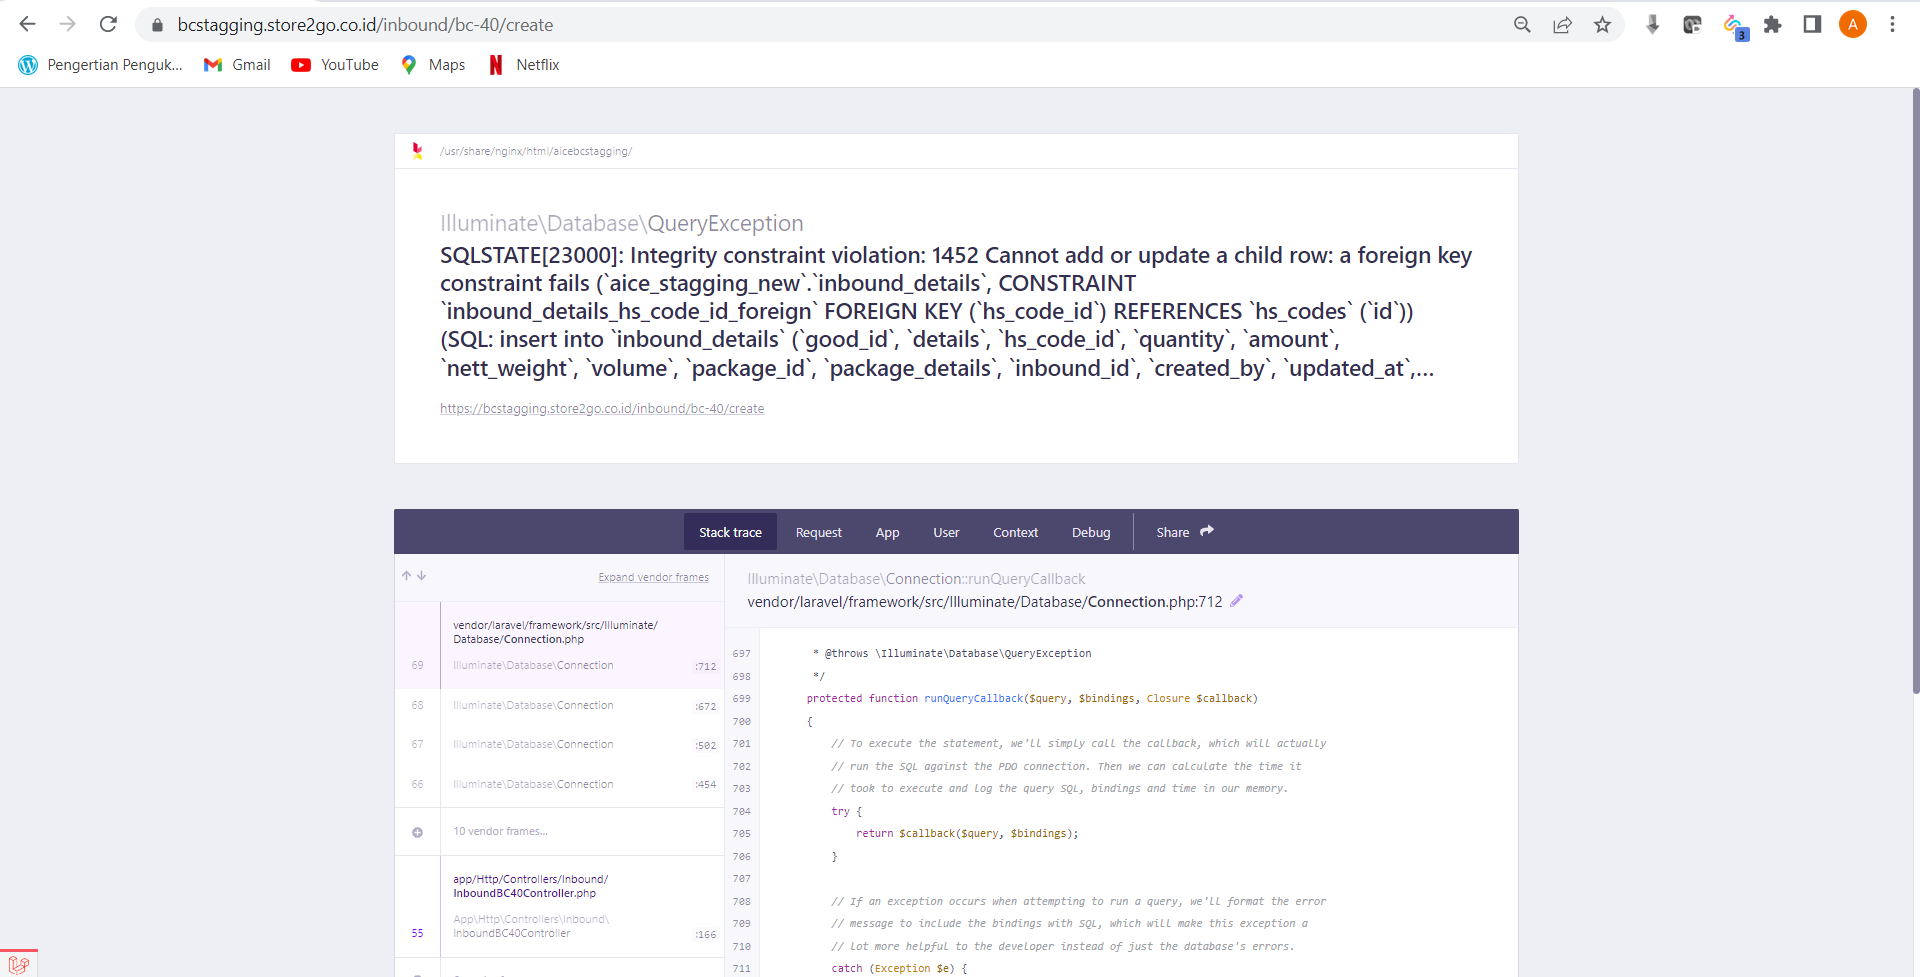 bcstagging.store2go.co.id/inbound/bc-40/create
3
A
Pengertian Penguk...
Gmail
YouTube
Maps
Netflix
/usr/share/nginx/html/aicebcstagging/
Illuminate\Database\QueryException
SQLSTATE[23000]: Integrity constraint violation: 1452 Cannot add or update a child row: a foreign key
constraint fails (`aice_stagging_new`.`inbound_details`, CONSTRAINT
`inbound_details_hs_code_id_foreign` FOREIGN KEY (`hs_code_id`) REFERENCES `hs_codes` (`id`))
(SQL: insert into `inbound_details` (`good_id`, `details`, `hs_code_id`, `quantity`, `amount`,
`nett_weight`, `volume`, `package_id`, `package_details`, `inbound_id`, `created_by`, `updated_at`,...
https://bcstagging.store2go.co.id/inbound/bc-40/create
Stack trace
Request
App
User
Context
Debug
Share
Expand vendor frames
vendor/laravel/framework/src/Illuminate/
Database/Connection.php
69 Illuminate\Database\Connection :712
68 Illuminate\Database\Connection :672
67 Illuminate\Database\Connection :502
66 Illuminate\Database\Connection :454
10 vendor frames...
app/Http/Controllers/Inbound/
InboundBC40Controller.php
App\Http\Controllers\Inbound\
55 InboundBC40Controller :166
Illuminate\Database\Connection::runQueryCallback
vendor/laravel/framework/src/Illuminate/Database/Connection.php:712
697 * @throws \Illuminate\Database\QueryException
698 */
699 protected function runQueryCallback($query, $bindings, Closure $callback)
700 {
701 // To execute the statement, we'll simply call the callback, which will actually
702 // run the SQL against the PDO connection. Then we can calculate the time it
703 // took to execute and log the query SQL, bindings and time in our memory.
704 try {
705 return $callback($query, $bindings);
706 }
707
708 // If an exception occurs when attempting to run a query, we'll format the error
709 // message to include the bindings with SQL, which will make this exception a
710 // lot more helpful to the developer instead of just the database's errors.
711 catch (Exception $e) {